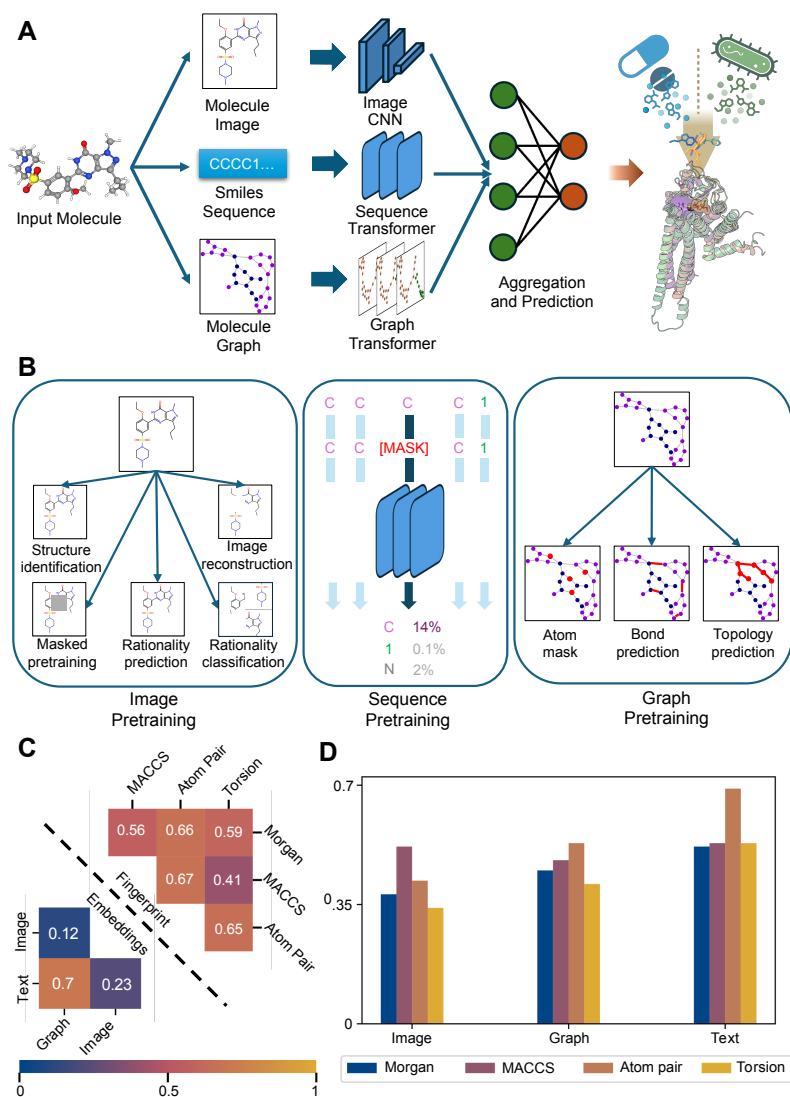 A
Molecule
Image
Image
CNN
Input Molecule
CCCC1...
Smiles
Sequence
Sequence
Transformer
Molecule
Graph
Graph
Transformer
Aggregation
and Prediction
B
Structure
identification
Image
reconstruction
Masked
pretraining
Rationality
prediction
Rationality
classification
Image
Pretraining
C C C C 1
C C [MASK] C 1
C 14%
1 0.1%
N 2%
Sequence
Pretraining
Atom
mask
Bond
prediction
Topology
prediction
Graph
Pretraining
C
MACCS
Atom Pair
Torsion
0.56 0.66 0.59 Morgan
0.67 0.41 MACCS
0.65 Atom Pair
Fingerprint
Embeddings
Image 0.12
Text 0.7 0.23
Graph Image
0 0.5 1
D
0.7
0.35
0
Image Graph Text
Morgan MACCS Atom pair Torsion